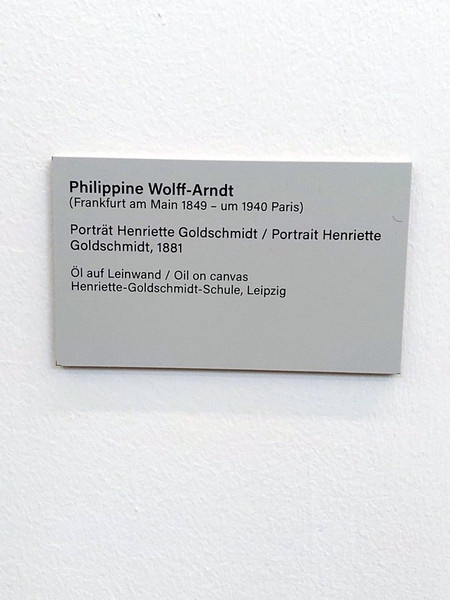 Philippine Wolff-Arndt
(Frankfurt am Main 1849 – um 1940 Paris)
Porträt Henriette Goldschmidt / Portrait Henriette
Goldschmidt, 1881
Öl auf Leinwand / Oil on canvas
Henriette-Goldschmidt-Schule, Leipzig